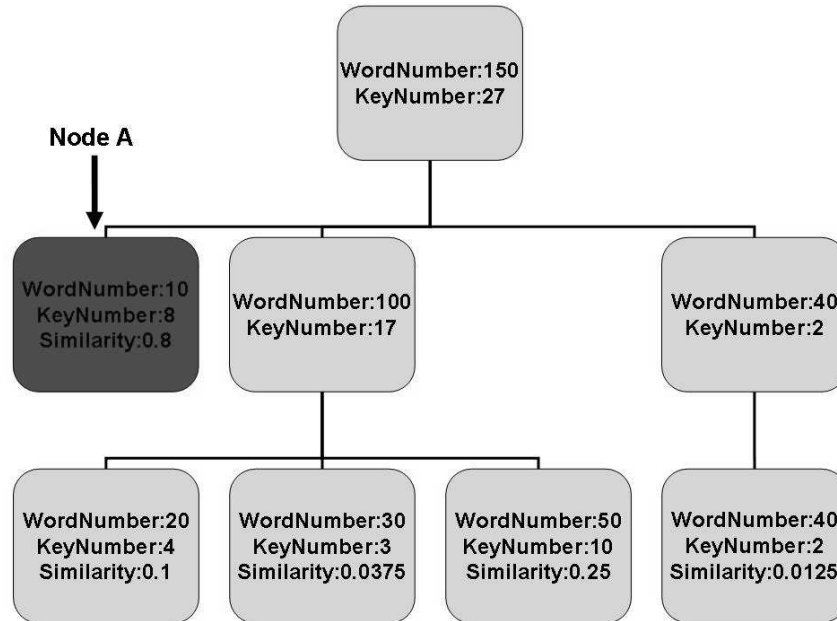 WordNumber:150
KeyNumber:27
Node A
WordNumber:10
KeyNumber:8
Similarity:0.8
WordNumber:100
KeyNumber:17
WordNumber:40
KeyNumber:2
WordNumber:20
KeyNumber:4
Similarity:0.1
WordNumber:30
KeyNumber:3
Similarity:0.0375
WordNumber:50
KeyNumber:10
Similarity:0.25
WordNumber:40
KeyNumber:2
Similarity:0.0125